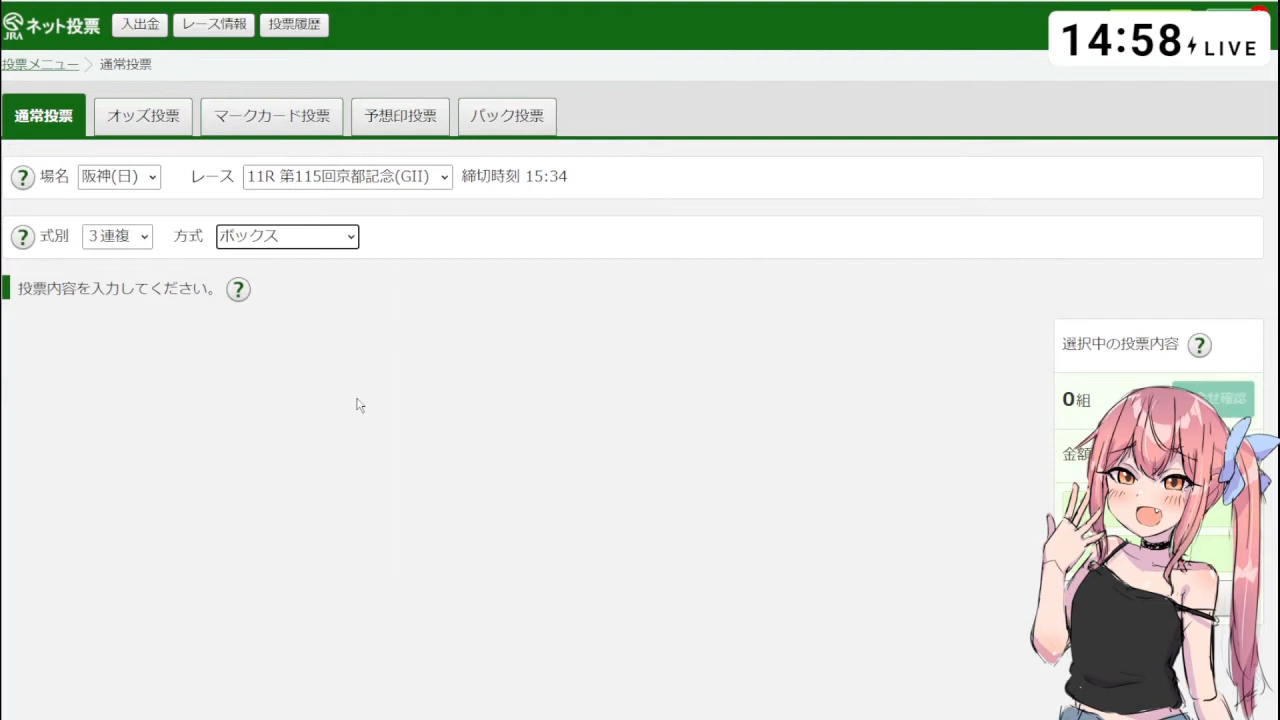 JRA ネット投票 入出金 レース情報 投票履歴
14:58 LIVE
投票メニュー 通常投票
通常投票 オッズ投票 マークカード投票 予想印投票 パック投票
? 場名 阪神(日) レース 11R 第115回京都記念(GII) 締切時刻 15:34
? 式別 3連複 方式 ボックス
投票内容を入力してください。 ?
選択中の投票内容 ?
0組 せ確認
金額